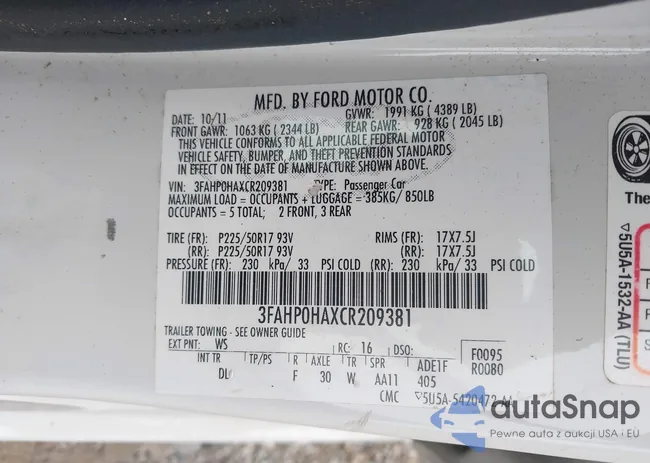 MFD. BY FORD MOTOR CO.
DATE: 10/11 GVWR: 1991 KG ( 4389 LB)
FRONT GAWR: 1063 KG ( 2344 LB) REAR GAWR: 928 KG ( 2045 LB)
THIS VEHICLE CONFORMS TO ALL APPLICABLE FEDERAL MOTOR
VEHICLE SAFETY, BUMPER, AND THEFT PREVENTION STANDARDS
IN EFFECT ON THE DATE OF MANUFACTURE SHOWN ABOVE.
VIN: 3FAHP0HAXCR209381 TYPE: Passenger Car
MAXIMUM LOAD = OCCUPANTS + LUGGAGE = 385KG/ 850LB
OCCUPANTS = 5 TOTAL; 2 FRONT, 3 REAR
TIRE (FR): P225/50R17 93V RIMS (FR): 17X7.5J
(RR): P225/50R17 93V (RR): 17X7.5J
PRESSURE (FR): 230 kPa/ 33 PSI COLD (RR): 230 kPa/ 33 PSI COLD
3FAHP0HAXCR209381
TRAILER TOWING - SEE OWNER GUIDE
EXT PNT: WS RC: 16 DSO: F0095
INT TR TP/PS R AXLE TR SPR ADE1F R0080
DL F 30 W AA11 405
CMC ▽5U5A-5420472-AA
The
▽5U5A-1532-AA (TLU)
F
F
S
autaSnap
Pewne auta z aukcji USA i EU